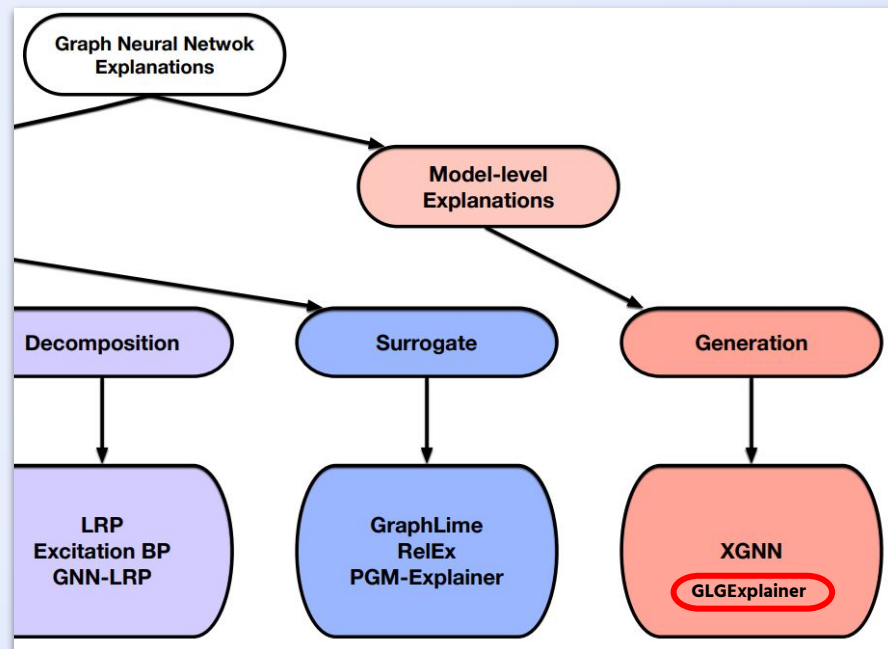 Graph Neural Netwok
Explanations
Model-level
Explanations
Decomposition
Surrogate
Generation
LRP
Excitation BP
GNN-LRP
GraphLime
RelEx
PGM-Explainer
XGNN
GLGExplainer